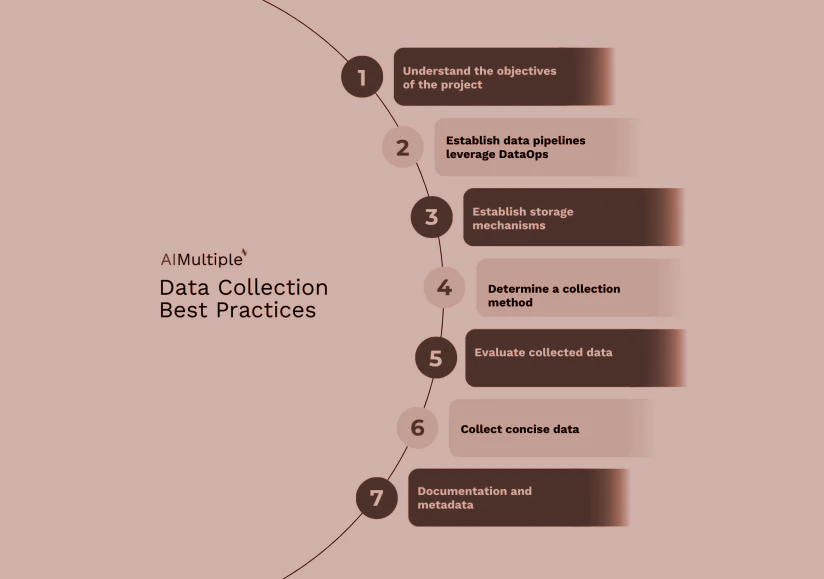 1
Understand the objectives
of the project
2
Establish data pipelines
leverage DataOps
3
Establish storage
mechanisms
AIMultiple
Data Collection
Best Practices
4
Determine a collection
method
5
Evaluate collected data
6
Collect concise data
7
Documentation and
metadata